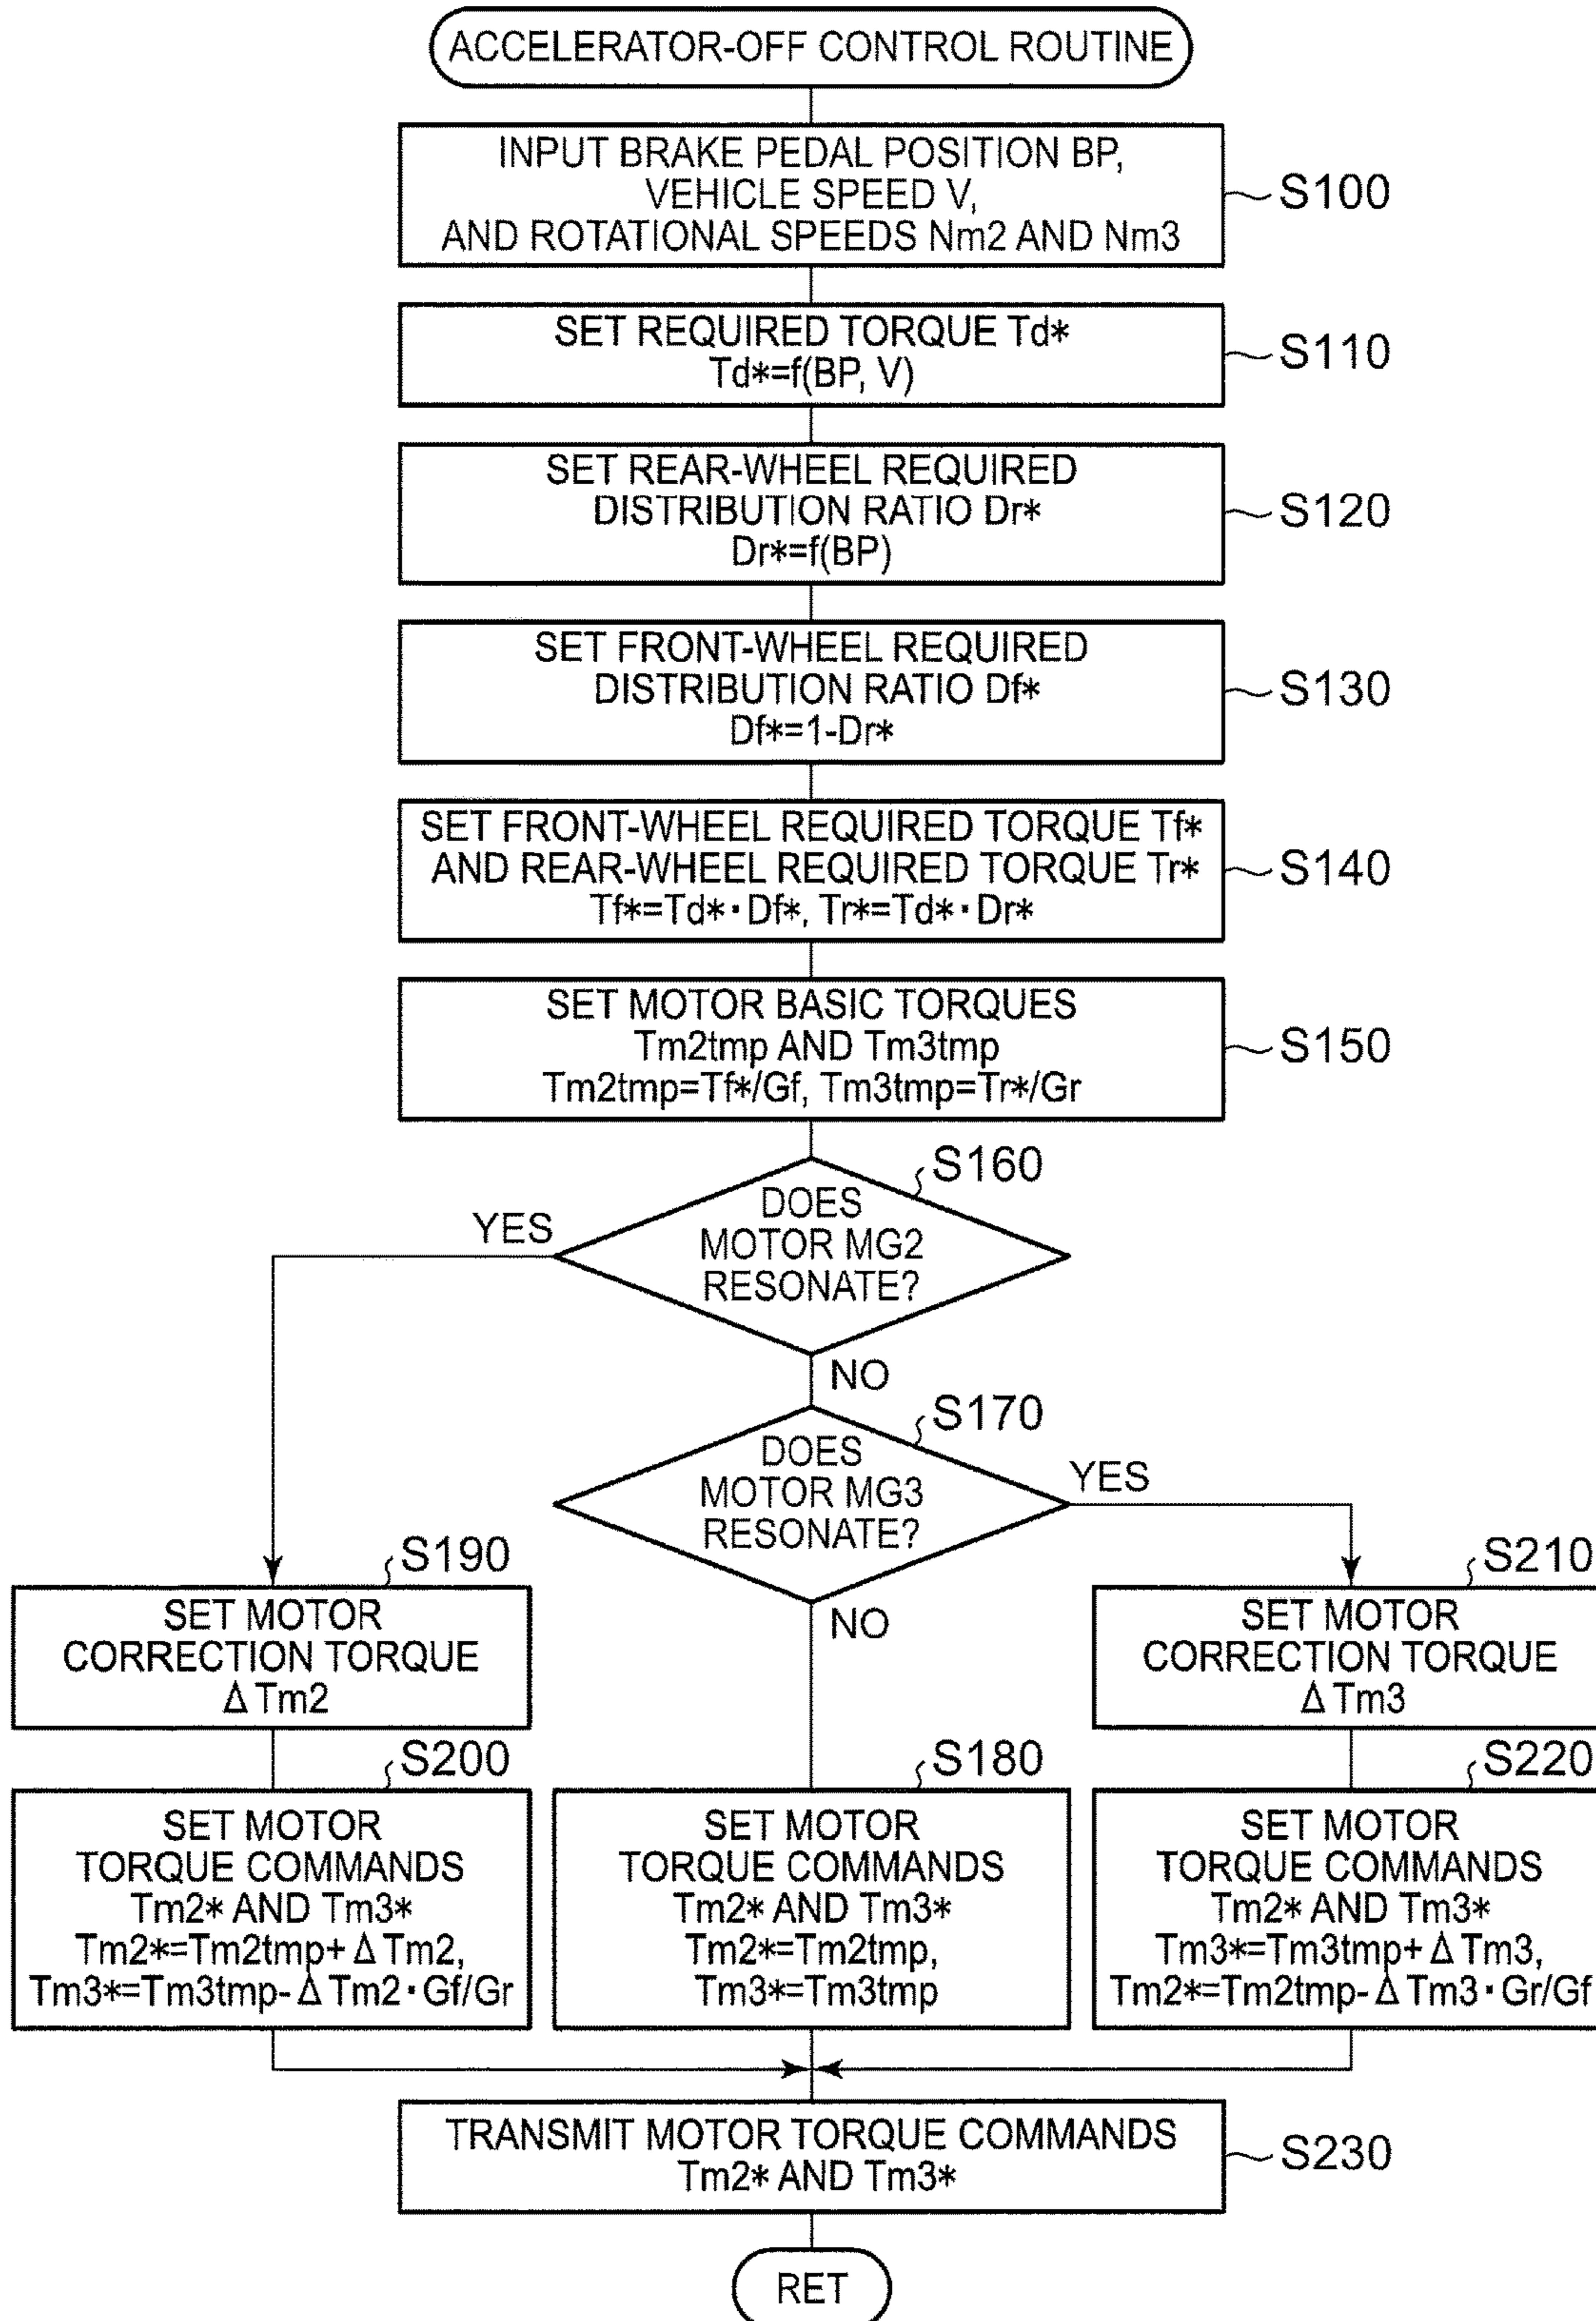 ACCELERATOR-OFF CONTROL ROUTINE
INPUT BRAKE PEDAL POSITION BP,
VEHICLE SPEED V,
AND ROTATIONAL SPEEDS Nm2 AND Nm3
S100
SET REQUIRED TORQUE Td*
Td*=f(BP, V)
S110
SET REAR-WHEEL REQUIRED
DISTRIBUTION RATIO Dr*
Dr*=f(BP)
S120
SET FRONT-WHEEL REQUIRED
DISTRIBUTION RATIO Df*
Df*=1-Dr*
S130
SET FRONT-WHEEL REQUIRED TORQUE Tf*
AND REAR-WHEEL REQUIRED TORQUE Tr*
Tf*=Td*·Df*, Tr*=Td*·Dr*
S140
SET MOTOR BASIC TORQUES
Tm2tmp AND Tm3tmp
Tm2tmp=Tf*/Gf, Tm3tmp=Tr*/Gr
S150
S160
DOES
MOTOR MG2
RESONATE?
YES
NO
S170
DOES
MOTOR MG3
RESONATE?
YES
NO
S190
SET MOTOR
CORRECTION TORQUE
Δ Tm2
S210
SET MOTOR
CORRECTION TORQUE
Δ Tm3
S200
SET MOTOR
TORQUE COMMANDS
Tm2* AND Tm3*
Tm2*=Tm2tmp+Δ Tm2,
Tm3*=Tm3tmp-Δ Tm2·Gf/Gr
S180
SET MOTOR
TORQUE COMMANDS
Tm2* AND Tm3*
Tm2*=Tm2tmp,
Tm3*=Tm3tmp
S220
SET MOTOR
TORQUE COMMANDS
Tm2* AND Tm3*
Tm3*=Tm3tmp+Δ Tm3,
Tm2*=Tm2tmp-Δ Tm3·Gr/Gf
TRANSMIT MOTOR TORQUE COMMANDS
Tm2* AND Tm3*
S230
RET